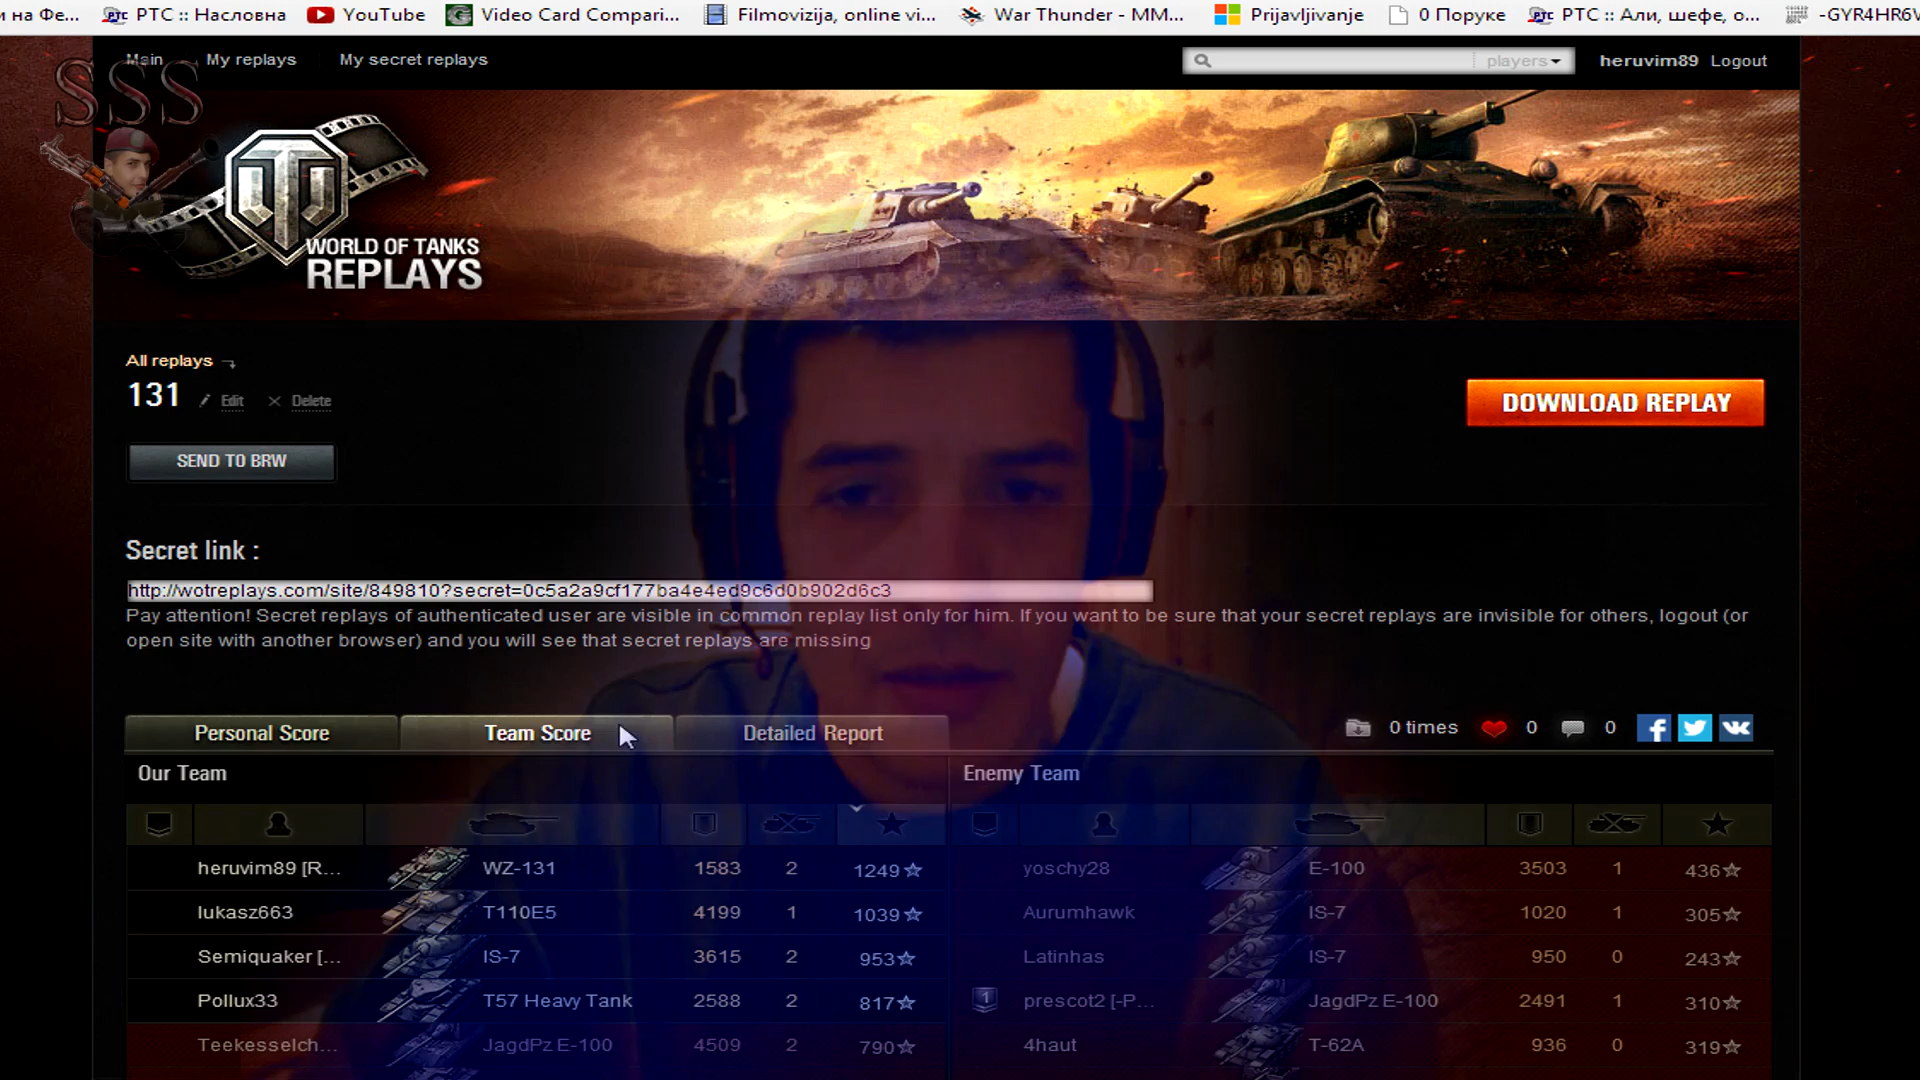 и на Фе...
РТС :: Насловна
YouTube
Video Card Compari...
Filmovizija, online vi...
War Thunder - MM...
Prijavljivanje
0 Поруке
РТС :: Али, шефе, о...
Main
My replays
My secret replays
players
heruvim89
Logout
SSS
WORLD OF TANKS
REPLAYS
All replays
131
Edit
Delete
DOWNLOAD REPLAY
SEND TO BRW
Secret link :
http://wotreplays.com/site/849810?secret=0c5a2a9cf177ba4e4ed9c6d0b902d6c3
Pay attention! Secret replays of authenticated user are visible in common replay list only for him. If you want to be sure that your secret replays are invisible for others, logout (or
open site with another browser) and you will see that secret replays are missing
Personal Score
Team Score
Detailed Report
0 times
0
0
Our Team
Enemy Team
heruvim89 [R... WZ-131 1583 2 1249
yoschy28 E-100 3503 1 436
lukasz663 T110E5 4199 1 1039
Aurumhawk IS-7 1020 1 305
Semiquaker [... IS-7 3615 2 953
Latinhas IS-7 950 0 243
Pollux33 T57 Heavy Tank 2588 2 817
1 prescot2 [-P... JagdPz E-100 2491 1 310
Teekesselch... JagdPz E-100 4509 2 790
4haut T-62A 936 0 319